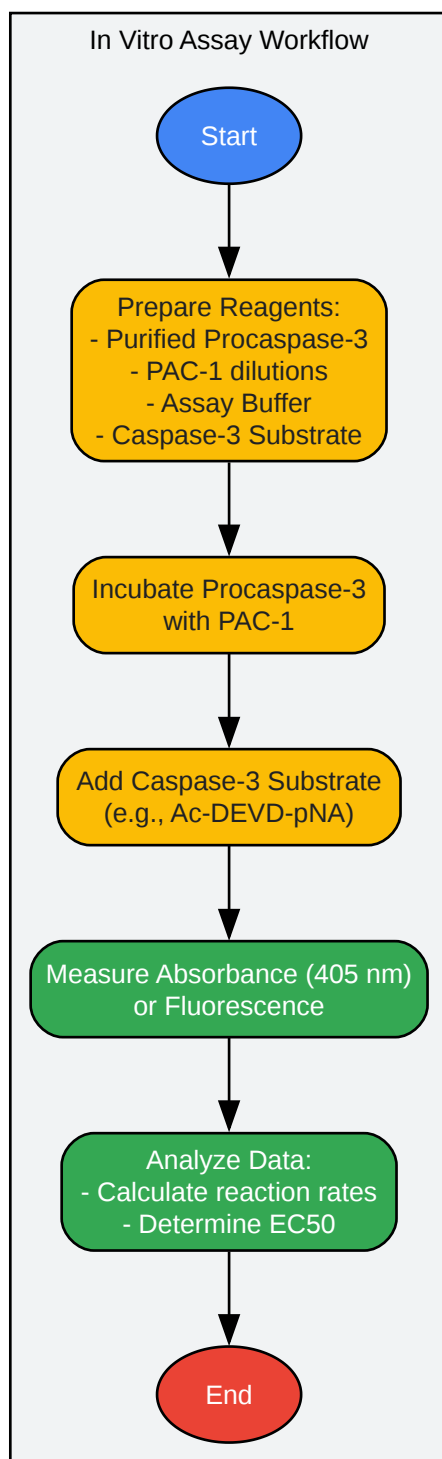 In Vitro Assay Workflow
Start
Prepare Reagents:
- Purified Procaspase-3
- PAC-1 dilutions
- Assay Buffer
- Caspase-3 Substrate
Incubate Procaspase-3
with PAC-1
Add Caspase-3 Substrate
(e.g., Ac-DEVD-pNA)
Measure Absorbance (405 nm)
or Fluorescence
Analyze Data:
- Calculate reaction rates
- Determine EC50
End